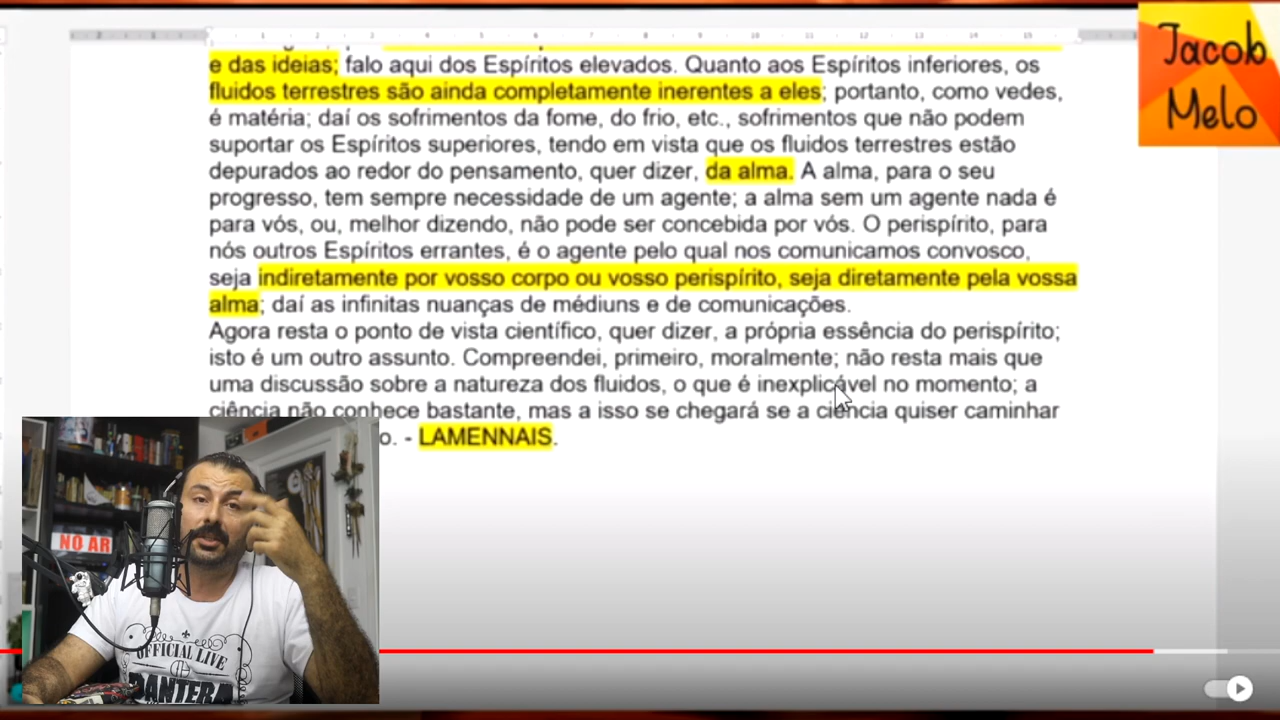 Jacob
Melo
e das ideias; falo aqui dos Espíritos elevados. Quanto aos Espíritos inferiores, os
fluidos terrestres são ainda completamente inerentes a eles; portanto, como vedes,
é matéria; daí os sofrimentos da fome, do frio, etc., sofrimentos que não podem
suportar os Espíritos superiores, tendo em vista que os fluidos terrestres estão
depurados ao redor do pensamento, quer dizer, da alma. A alma, para o seu
progresso, tem sempre necessidade de um agente; a alma sem um agente nada é
para vós, ou, melhor dizendo, não pode ser concebida por vós. O perispírito, para
nós outros Espíritos errantes, é o agente pelo qual nos comunicamos convosco,
seja indiretamente por vosso corpo ou vosso perispírito, seja diretamente pela vossa
alma; daí as infinitas nuanças de médiuns e de comunicações.
Agora resta o ponto de vista científico, quer dizer, a própria essência do perispírito;
isto é um outro assunto. Compreendei, primeiro, moralmente; não resta mais que
uma discussão sobre a natureza dos fluidos, o que é inexplicável no momento; a
ciência não conhece bastante, mas a isso se chegará se a ciência quiser caminhar
o. - LAMENNAIS.
NO AR
OFFICIAL LIVE
PANTERA